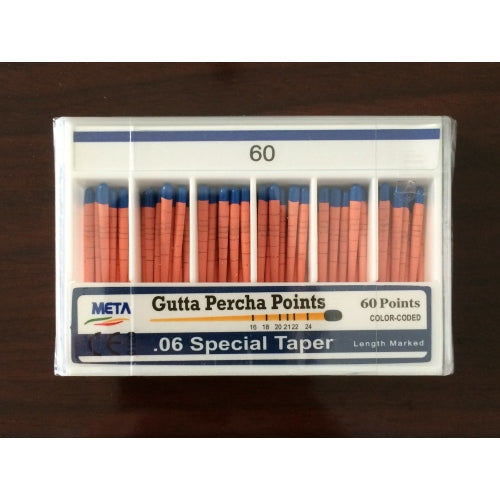 60
META
Gutta Percha Points
60 Points
16 18 20 21 22 24
COLOR-CODED
CE
.06 Special Taper
Length Marked